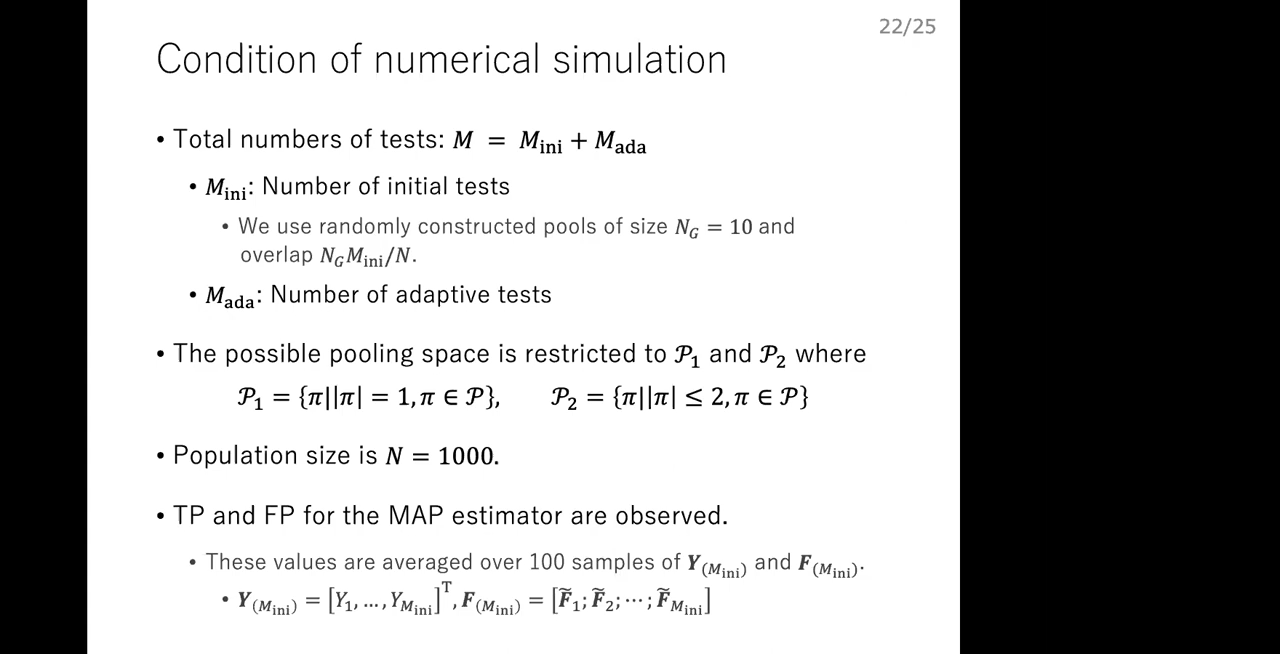 22/25
Condition of numerical simulation
• Total numbers of tests: M = M_ini + M_ada
• M_ini: Number of initial tests
• We use randomly constructed pools of size N_G = 10 and
overlap N_G M_ini/N.
• M_ada: Number of adaptive tests
• The possible pooling space is restricted to 𝒫_1 and 𝒫_2 where
𝒫_1 = {π||π| = 1, π ∈ 𝒫}, 𝒫_2 = {π||π| ≤ 2, π ∈ 𝒫}
• Population size is N = 1000.
• TP and FP for the MAP estimator are observed.
• These values are averaged over 100 samples of Y_(M_ini) and F_(M_ini).
• Y_(M_ini) = [Y_1, …, Y_M_ini]^T, F_(M_ini) = [F̃_1; F̃_2; ⋯; F̃_M_ini]